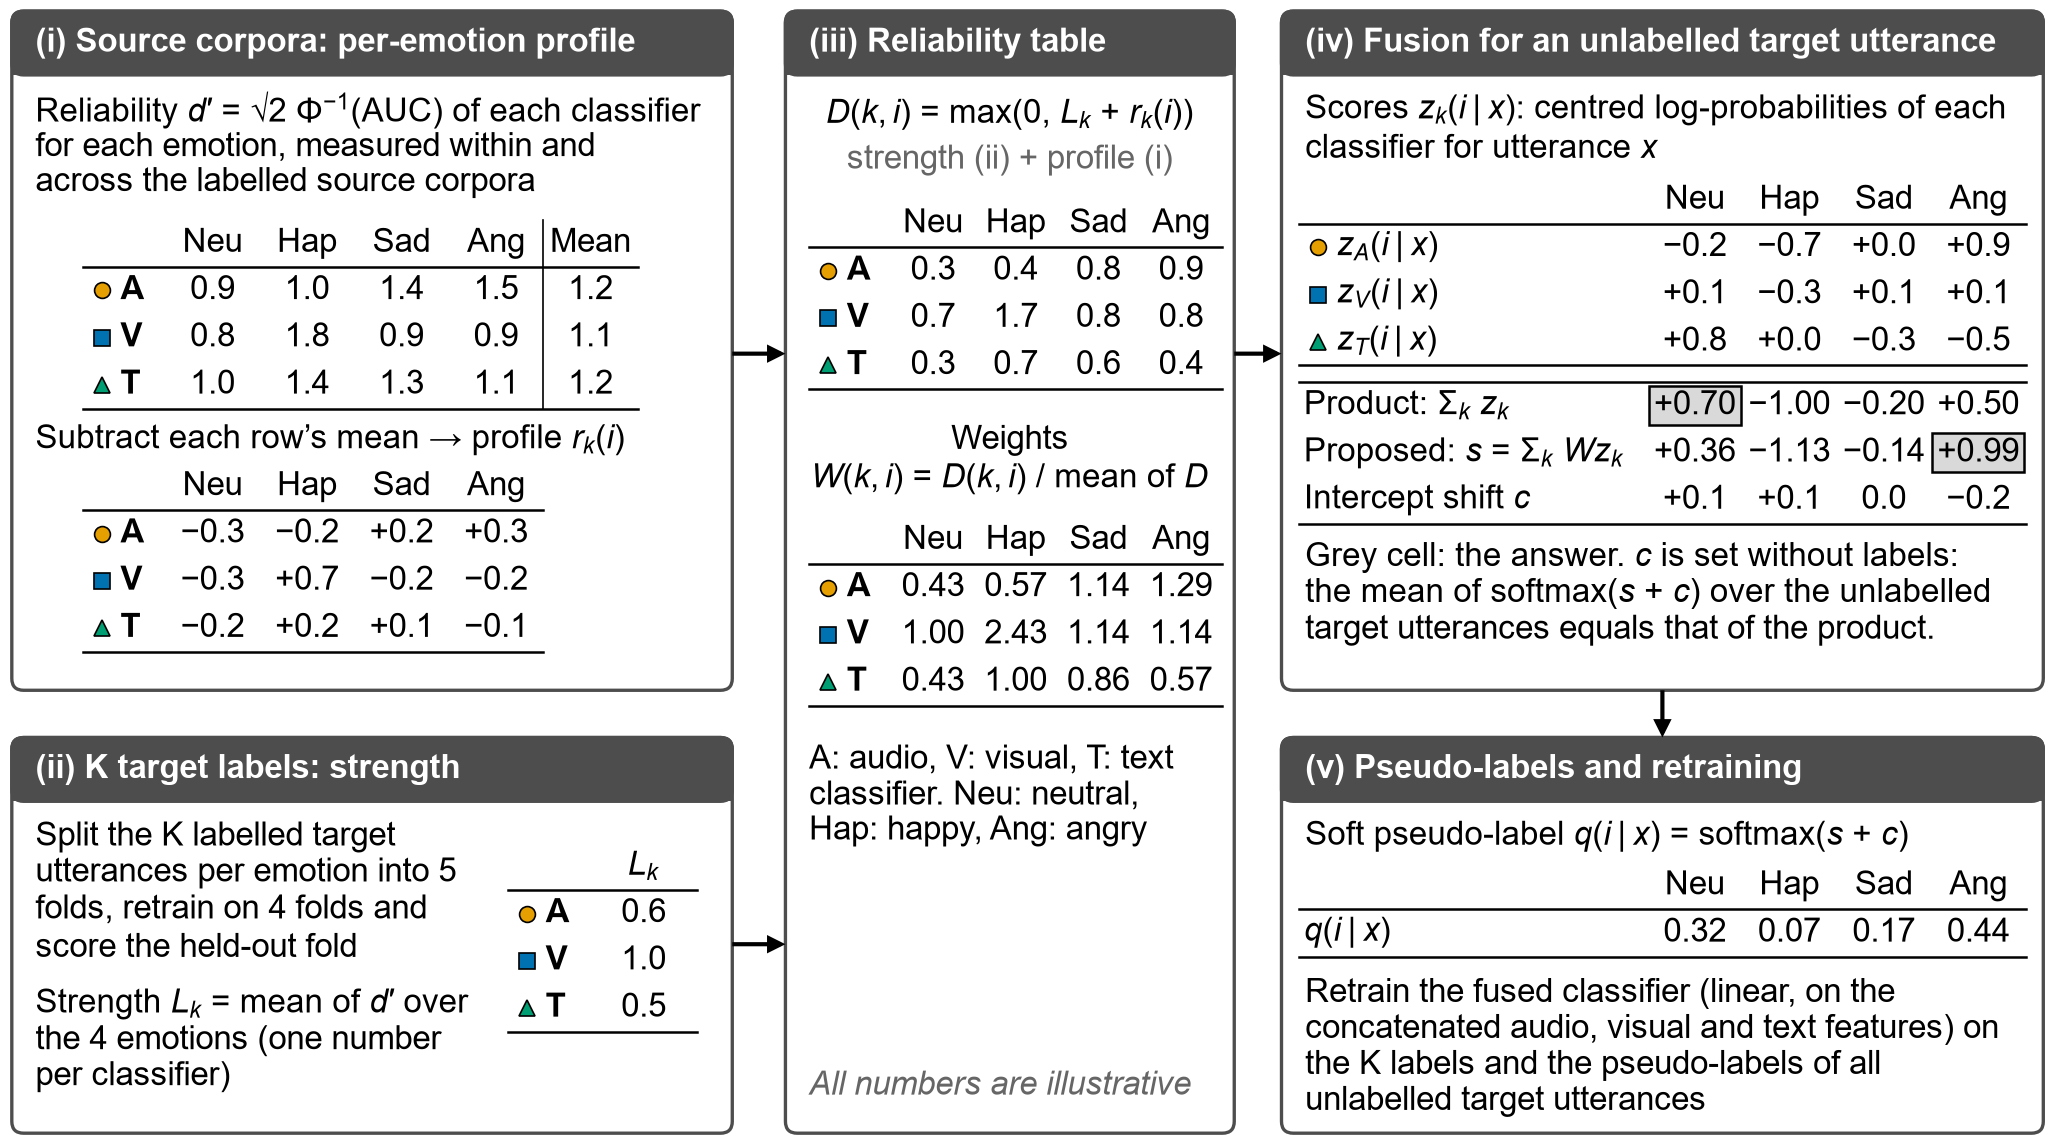 (i) Source corpora: per-emotion profile
Reliability d′ = √2 Φ⁻¹(AUC) of each classifier
for each emotion, measured within and
across the labelled source corpora
Neu Hap Sad Ang Mean
A 0.9 1.0 1.4 1.5 1.2
V 0.8 1.8 0.9 0.9 1.1
T 1.0 1.4 1.3 1.1 1.2
Subtract each row’s mean → profile rₖ(i)
Neu Hap Sad Ang
A −0.3 −0.2 +0.2 +0.3
V −0.3 +0.7 −0.2 −0.2
T −0.2 +0.2 +0.1 −0.1
(ii) K target labels: strength
Split the K labelled target
utterances per emotion into 5
folds, retrain on 4 folds and
score the held-out fold
Strength Lₖ = mean of d′ over
the 4 emotions (one number
per classifier)
Lₖ
A 0.6
V 1.0
T 0.5
(iii) Reliability table
D(k, i) = max(0, Lₖ + rₖ(i))
strength (ii) + profile (i)
Neu Hap Sad Ang
A 0.3 0.4 0.8 0.9
V 0.7 1.7 0.8 0.8
T 0.3 0.7 0.6 0.4
Weights
W(k, i) = D(k, i) / mean of D
Neu Hap Sad Ang
A 0.43 0.57 1.14 1.29
V 1.00 2.43 1.14 1.14
T 0.43 1.00 0.86 0.57
A: audio, V: visual, T: text
classifier. Neu: neutral,
Hap: happy, Ang: angry
All numbers are illustrative
(iv) Fusion for an unlabelled target utterance
Scores zₖ(i | x): centred log-probabilities of each
classifier for utterance x
Neu Hap Sad Ang
z_A(i | x) −0.2 −0.7 +0.0 +0.9
z_V(i | x) +0.1 −0.3 +0.1 +0.1
z_T(i | x) +0.8 +0.0 −0.3 −0.5
Product: Σₖ zₖ +0.70 −1.00 −0.20 +0.50
Proposed: s = Σₖ Wzₖ +0.36 −1.13 −0.14 +0.99
Intercept shift c +0.1 +0.1 0.0 −0.2
Grey cell: the answer. c is set without labels:
the mean of softmax(s + c) over the unlabelled
target utterances equals that of the product.
(v) Pseudo-labels and retraining
Soft pseudo-label q(i | x) = softmax(s + c)
Neu Hap Sad Ang
q(i | x) 0.32 0.07 0.17 0.44
Retrain the fused classifier (linear, on the
concatenated audio, visual and text features) on
the K labels and the pseudo-labels of all
unlabelled target utterances